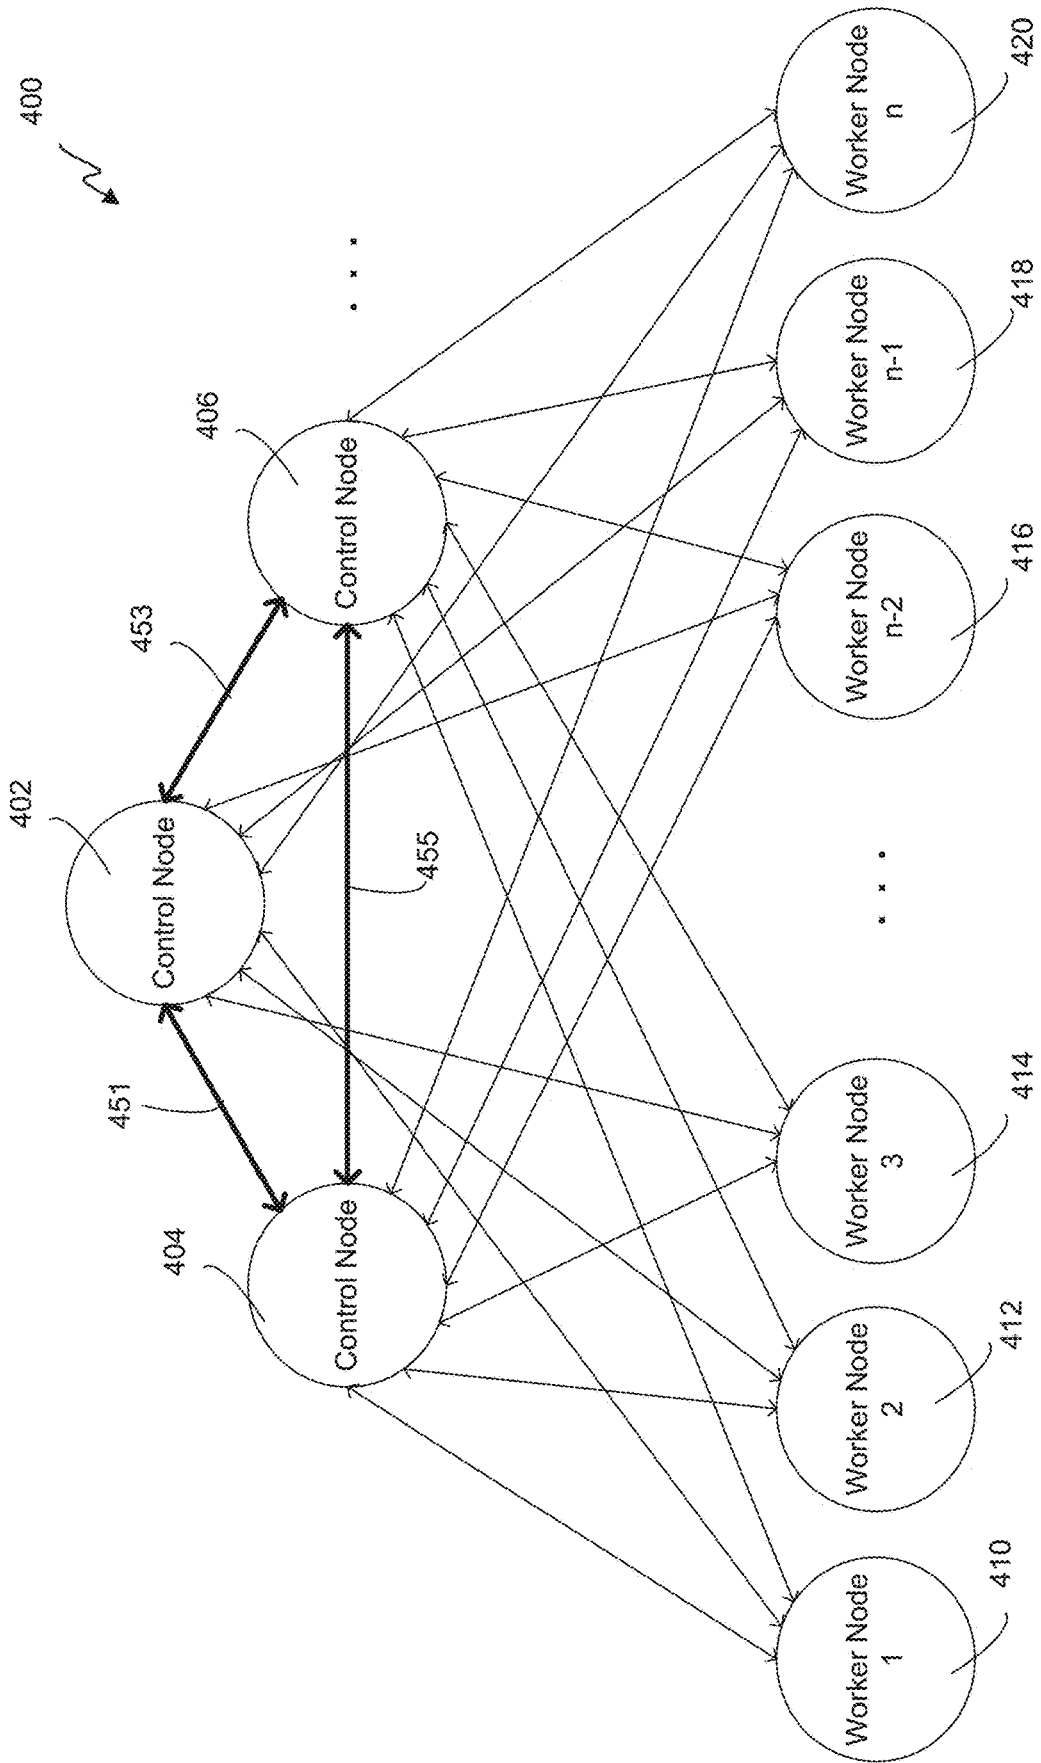 400
402
Control Node
451
453
404
Control Node
406
Control Node
455
. . .
Worker Node
1
410
Worker Node
2
412
Worker Node
3
414
. . .
Worker Node
n-2
416
Worker Node
n-1
418
Worker Node
n
420